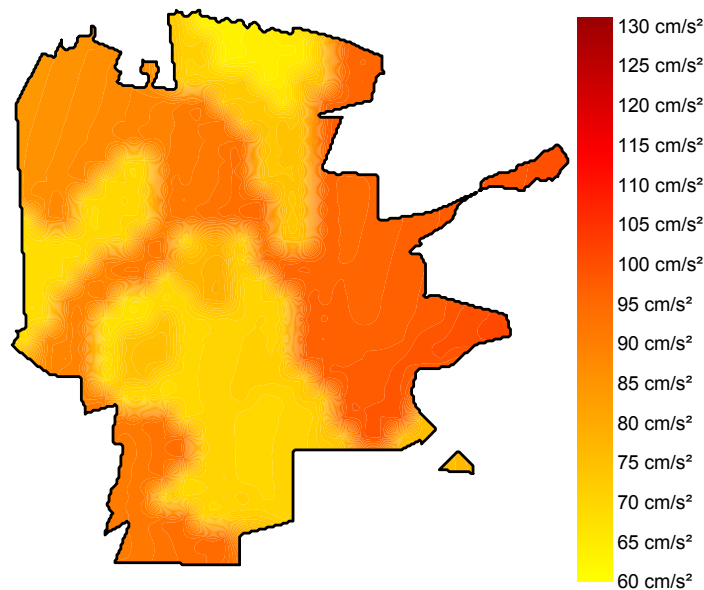 130 cm/s²
125 cm/s²
120 cm/s²
115 cm/s²
110 cm/s²
105 cm/s²
100 cm/s²
95 cm/s²
90 cm/s²
85 cm/s²
80 cm/s²
75 cm/s²
70 cm/s²
65 cm/s²
60 cm/s²